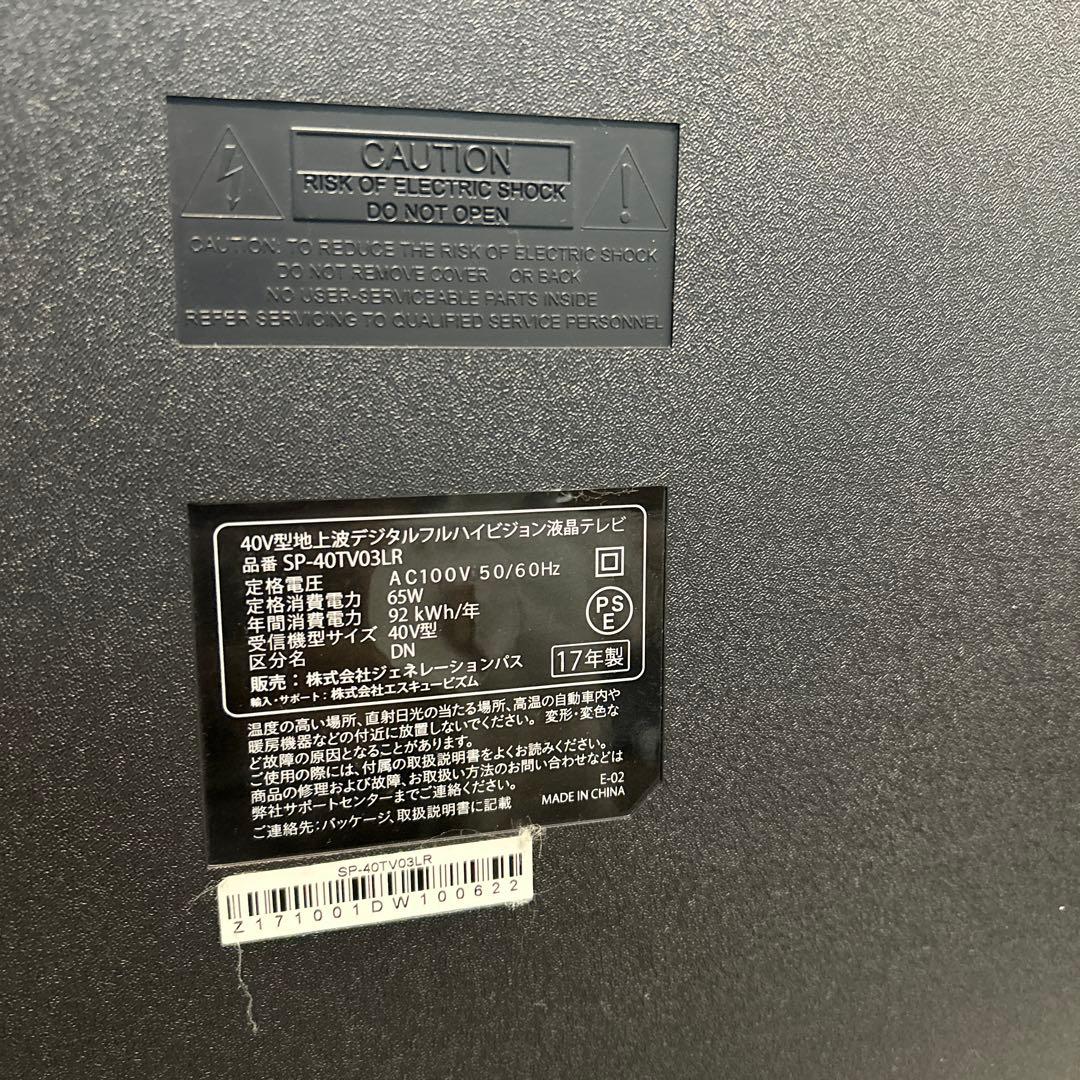 CAUTION
RISK OF ELECTRIC SHOCK
DO NOT OPEN
CAUTION: TO REDUCE THE RISK OF ELECTRIC SHOCK
DO NOT REMOVE COVER OR BACK
NO USER-SERVICEABLE PARTS INSIDE
REFER SERVICING TO QUALIFIED SERVICE PERSONNEL
40V型地上波デジタルフルハイビジョン液晶テレビ
品番 SP-40TV03LR
定格電圧 AC100V 50/60Hz
定格消費電力 65W
年間消費電力 92 kWh/年
受信機型サイズ 40V型
区分名 DN
PSE
17年製
販売:株式会社ジェネレーションパス
輸入・サポート:株式会社エスキュービズム
温度の高い場所、直射日光の当たる場所、高温の自動車内や
暖房機器などの付近に放置しないでください。変形・変色な
ど故障の原因となることがあります。
ご使用の際には、付属の取扱説明書をよくお読みください。
商品の修理および故障、お取扱い方法のお問い合わせなどは
弊社サポートセンターまでご連絡ください。
ご連絡先:パッケージ、取扱説明書に記載
E-02
MADE IN CHINA
SP-40TV03LR
Z171001DW100622